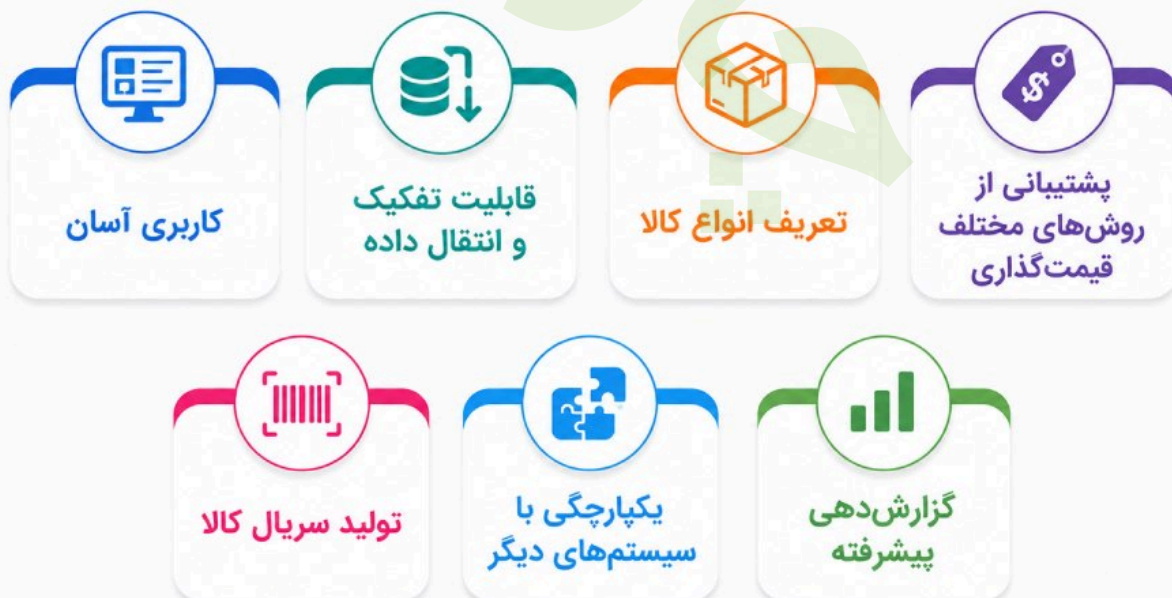 پشتیبانی از
روش‌های مختلف
قیمت‌گذاری
تعریف انواع کالا
قابلیت تفکیک
و انتقال داده
کاربری آسان
گزارش‌دهی
پیشرفته
یکپارچگی با
سیستم‌های دیگر
تولید سریال کالا